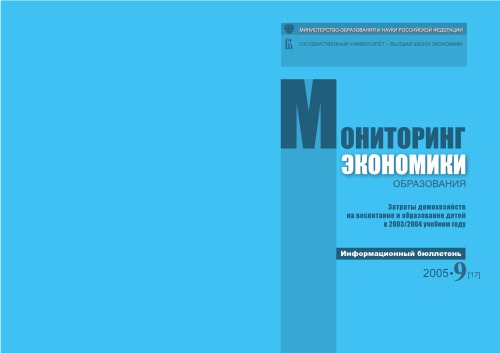 МИНИСТЕРСТВО ОБРАЗОВАНИЯ И НАУКИ РОССИЙСКОЙ ФЕДЕРАЦИИ
ГОСУДАРСТВЕННЫЙ УНИВЕРСИТЕТ – ВЫСШАЯ ШКОЛА ЭКОНОМИКИ
МОНИТОРИНГ
ЭКОНОМИКИ
ОБРАЗОВАНИЯ
Затраты домохозяйств
на воспитание и образование детей
в 2003/2004 учебном году
Информационный бюллетень
2005•9[17]